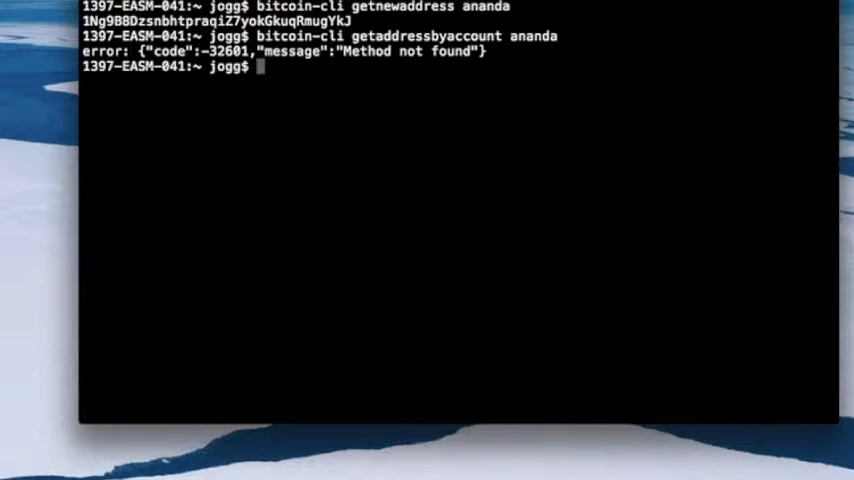 1397-EASM-041:~ jogg$ bitcoin-cli getnewaddress ananda
1Ng9B8DzsnbhtpraqiZ7yokGkuqRmugYkJ
1397-EASM-041:~ jogg$ bitcoin-cli getaddressbyaccount ananda
error: {"code":-32601,"message":"Method not found"}
1397-EASM-041:~ jogg$